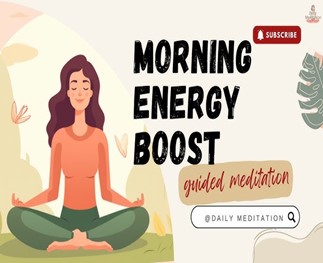 SUBSCRIBE
MORNING
ENERGY
BOOST
guided meditation
@DAILY MEDITATION